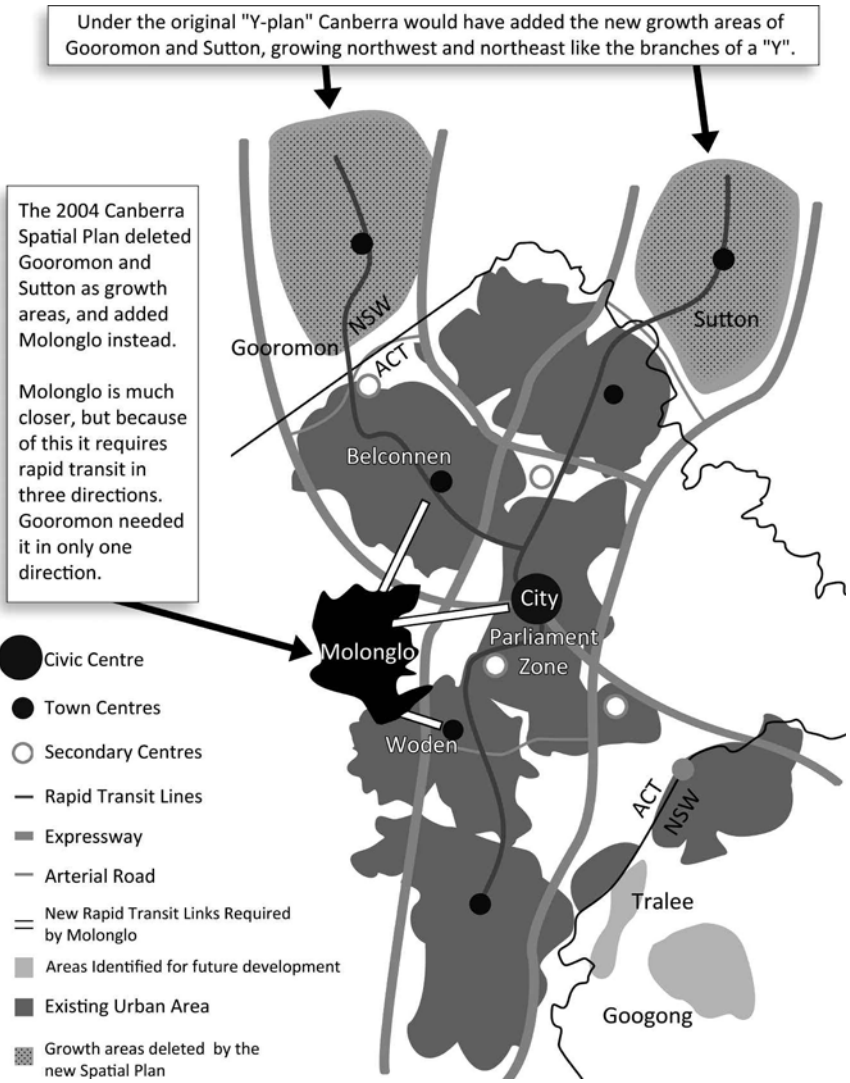 Under the original "Y-plan" Canberra would have added the new growth areas of
Gooromon and Sutton, growing northwest and northeast like the branches of a "Y".
The 2004 Canberra
Spatial Plan deleted
Gooromon and
Sutton as growth
areas, and added
Molonglo instead.
Molonglo is much
closer, but because
of this it requires
rapid transit in
three directions.
Gooromon needed
it in only one
direction.
Gooromon
NSW
ACT
Sutton
Belconnen
City
Parliament
Zone
Molonglo
Woden
ACT
NSW
Tralee
Googong
Civic Centre
Town Centres
Secondary Centres
Rapid Transit Lines
Expressway
Arterial Road
New Rapid Transit Links Required
by Molonglo
Areas Identified for future development
Existing Urban Area
Growth areas deleted by the
new Spatial Plan